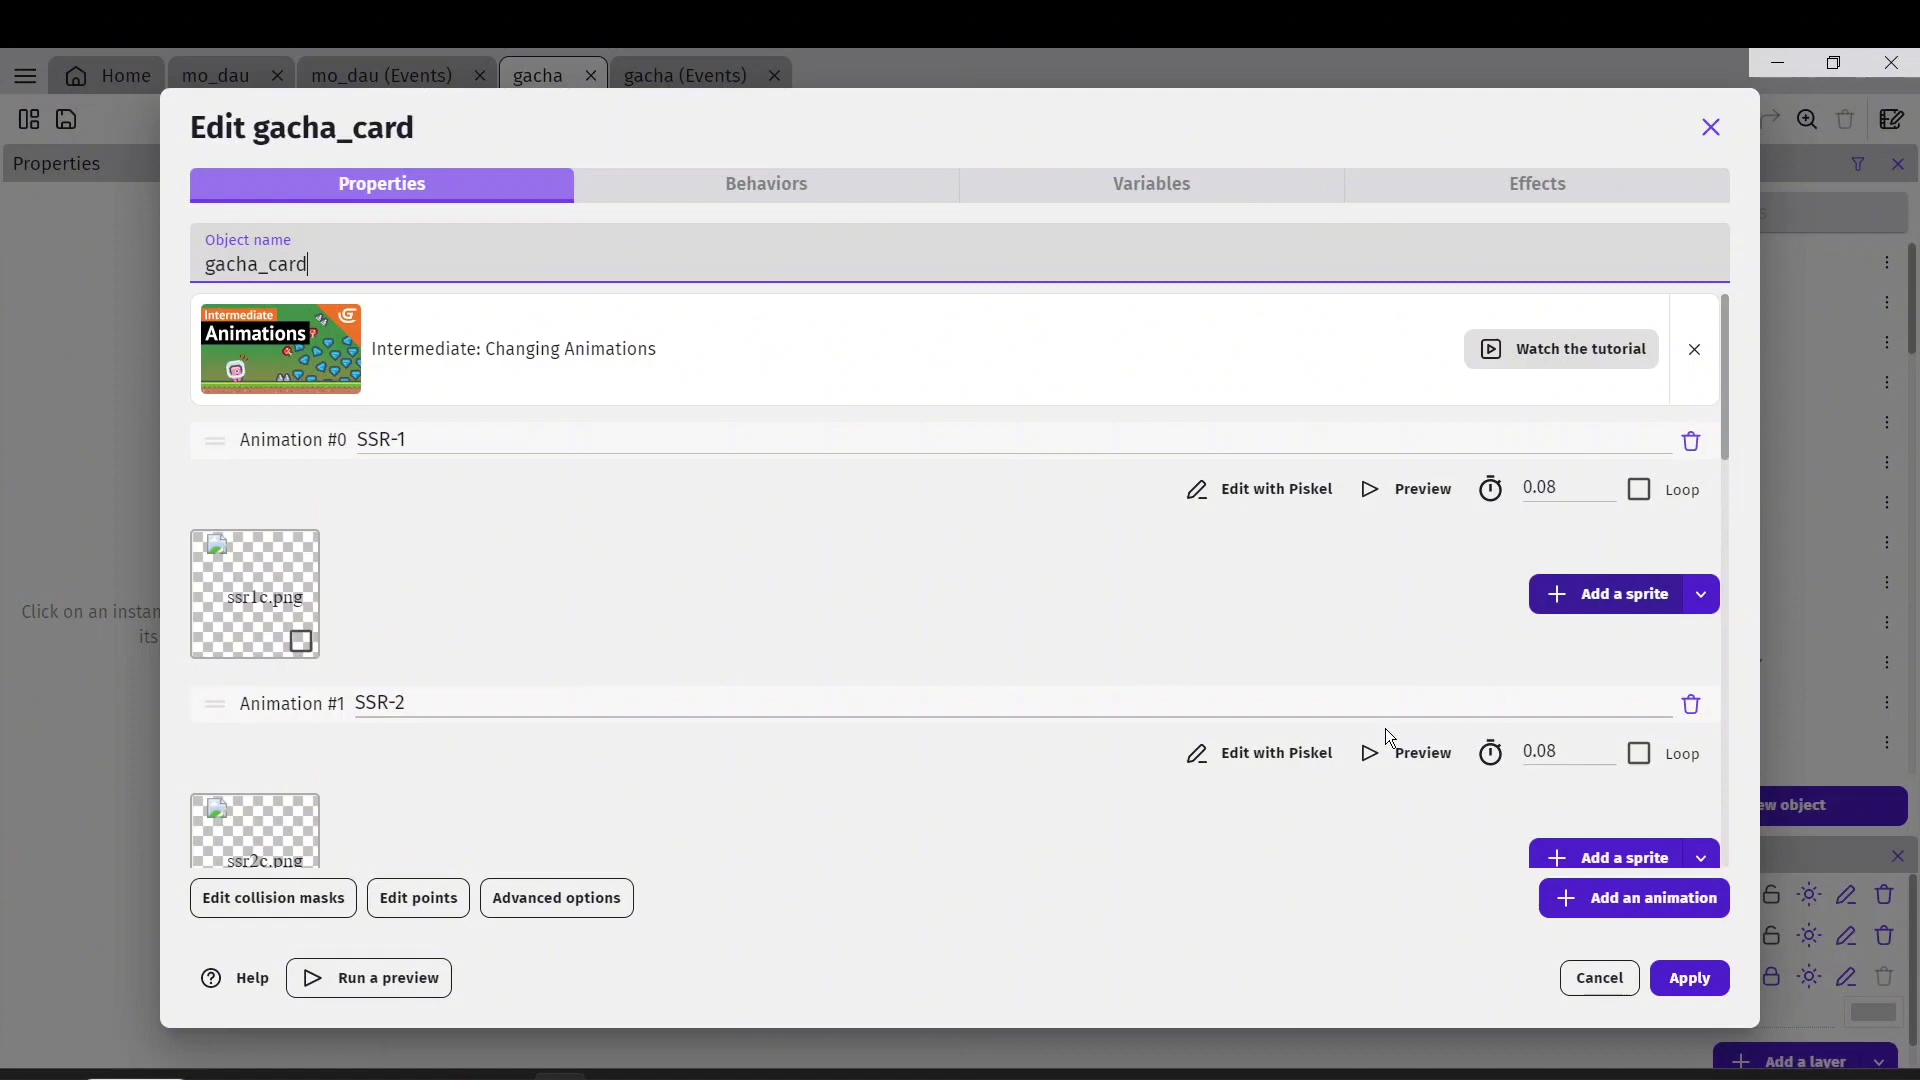 Home
mo_dau
mo_dau (Events)
gacha
gacha (Events)
Edit gacha_card
Properties
Properties
Behaviors
Variables
Effects
Object name
gacha_card
Intermediate
Animations
Intermediate: Changing Animations
Watch the tutorial
Animation #0 SSR-1
Edit with Piskel
Preview
0.08
Loop
ssr1c.png
Add a sprite
Click on an instan
its
Animation #1 SSR-2
Edit with Piskel
Preview
0.08
Loop
ew object
ssr2c.png
Add a sprite
Edit collision masks
Edit points
Advanced options
Add an animation
Help
Run a preview
Cancel
Apply
Add a layer